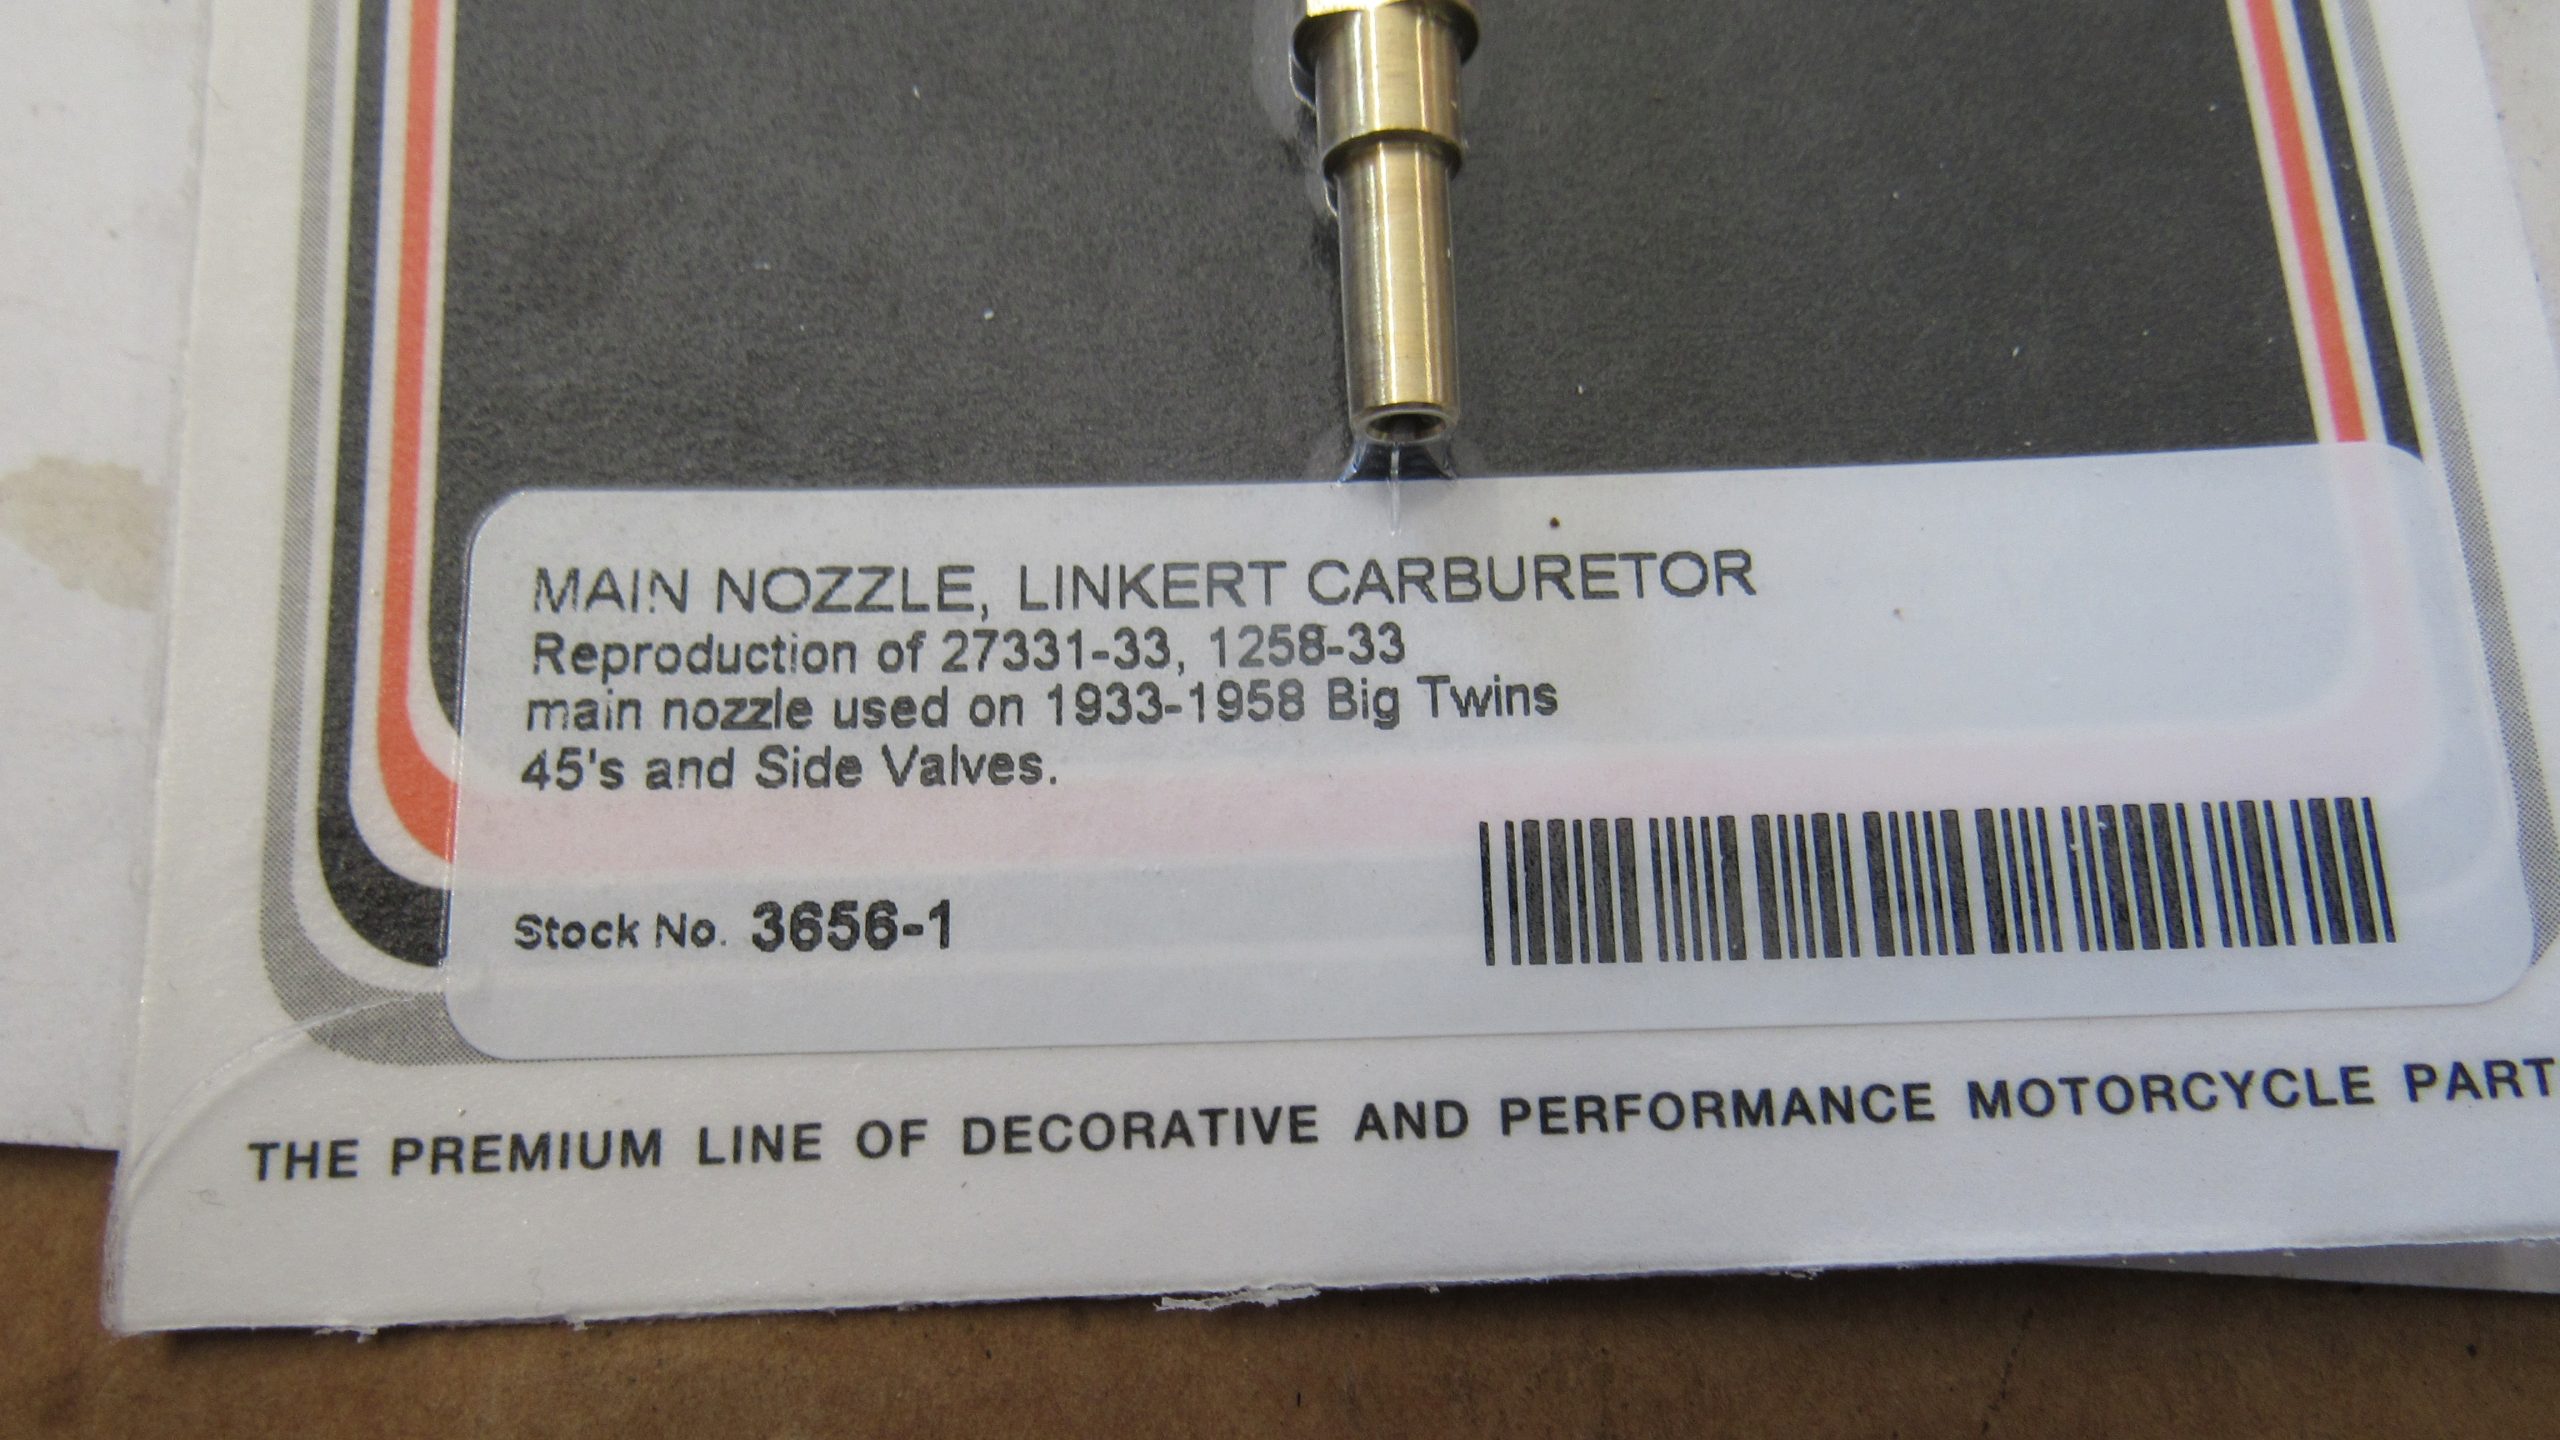 MAIN NOZZLE, LINKERT CARBURETOR
Reproduction of 27331-33, 1258-33
main nozzle used on 1933-1958 Big Twins
45's and Side Valves.
Stock No. 3656-1
THE PREMIUM LINE OF DECORATIVE AND PERFORMANCE MOTORCYCLE PART